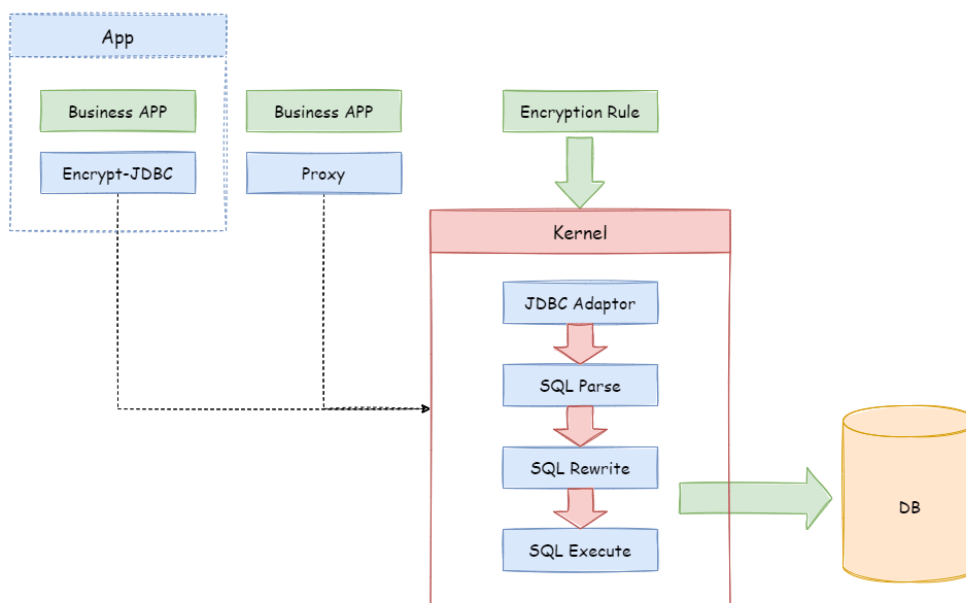 App
Business APP
Business APP
Encryption Rule
Encrypt-JDBC
Proxy
Kernel
JDBC Adaptor
SQL Parse
SQL Rewrite
DB
SQL Execute